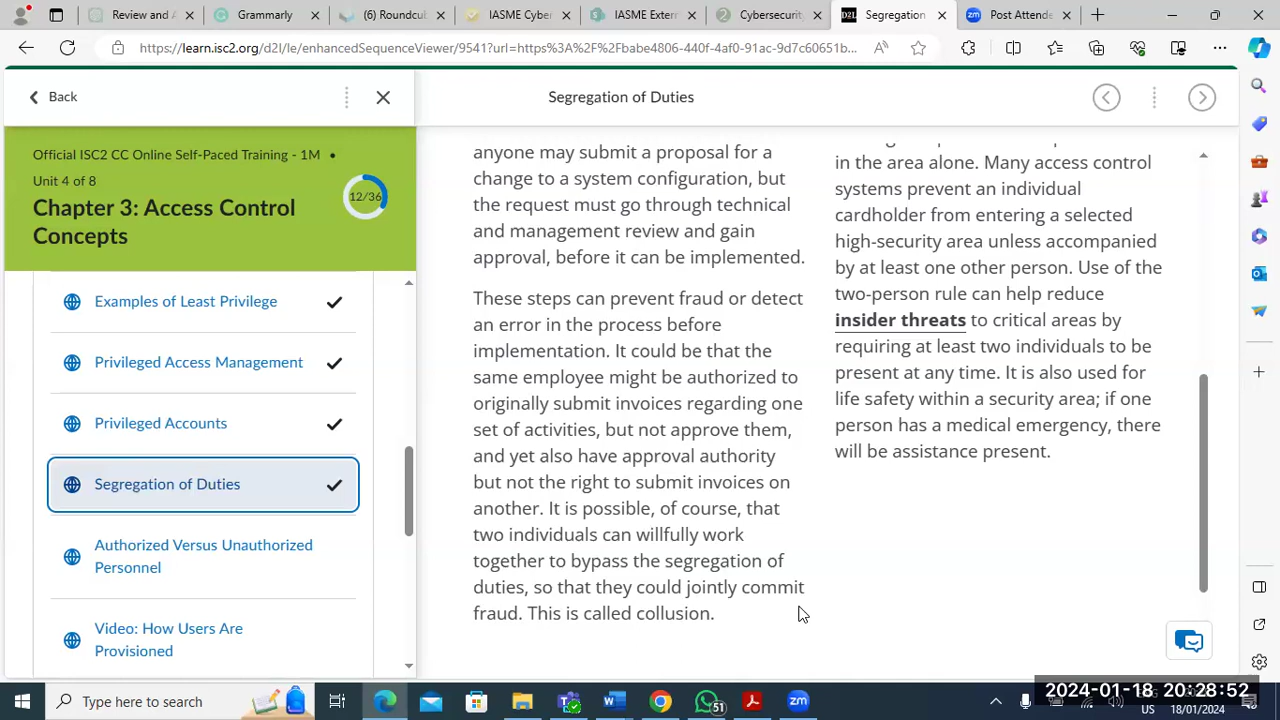 Review and A
Grammarly
(6) Roundcub
IASME Cyber
IASME Exter
Cybersecurity
D2L
Segregation
Post Attende
https://learn.isc2.org/d2l/le/enhancedSequenceViewer/9541?url=https%3A%2F%2Fbabe4806-440f-4af0-91ac-9d7c60651b...
Back
Segregation of Duties
Official ISC2 CC Online Self-Paced Training - 1M •
Unit 4 of 8
Chapter 3: Access Control
Concepts
12/36
Examples of Least Privilege
Privileged Access Management
Privileged Accounts
Segregation of Duties
Authorized Versus Unauthorized
Personnel
Video: How Users Are
Provisioned
anyone may submit a proposal for a
change to a system configuration, but
the request must go through technical
and management review and gain
approval, before it can be implemented.
These steps can prevent fraud or detect
an error in the process before
implementation. It could be that the
same employee might be authorized to
originally submit invoices regarding one
set of activities, but not approve them,
and yet also have approval authority
but not the right to submit invoices on
another. It is possible, of course, that
two individuals can willfully work
together to bypass the segregation of
duties, so that they could jointly commit
fraud. This is called collusion.
in the area alone. Many access control
systems prevent an individual
cardholder from entering a selected
high-security area unless accompanied
by at least one other person. Use of the
two-person rule can help reduce
insider threats to critical areas by
requiring at least two individuals to be
present at any time. It is also used for
life safety within a security area; if one
person has a medical emergency, there
will be assistance present.
Type here to search
51
2024-01-18 20:28:52
US
18/01/2024